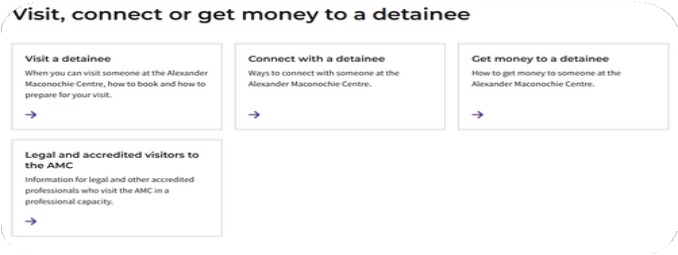 Visit, connect or get money to a detainee
Visit a detainee
When you can visit someone at the Alexander
Maconochie Centre, how to book and how to
prepare for your visit.
Connect with a detainee
Ways to connect with someone at the
Alexander Maconochie Centre.
Get money to a detainee
How to get money to someone at the
Alexander Maconochie Centre.
Legal and accredited visitors to
the AMC
Information for legal and other accredited
professionals who visit the AMC in a
professional capacity.